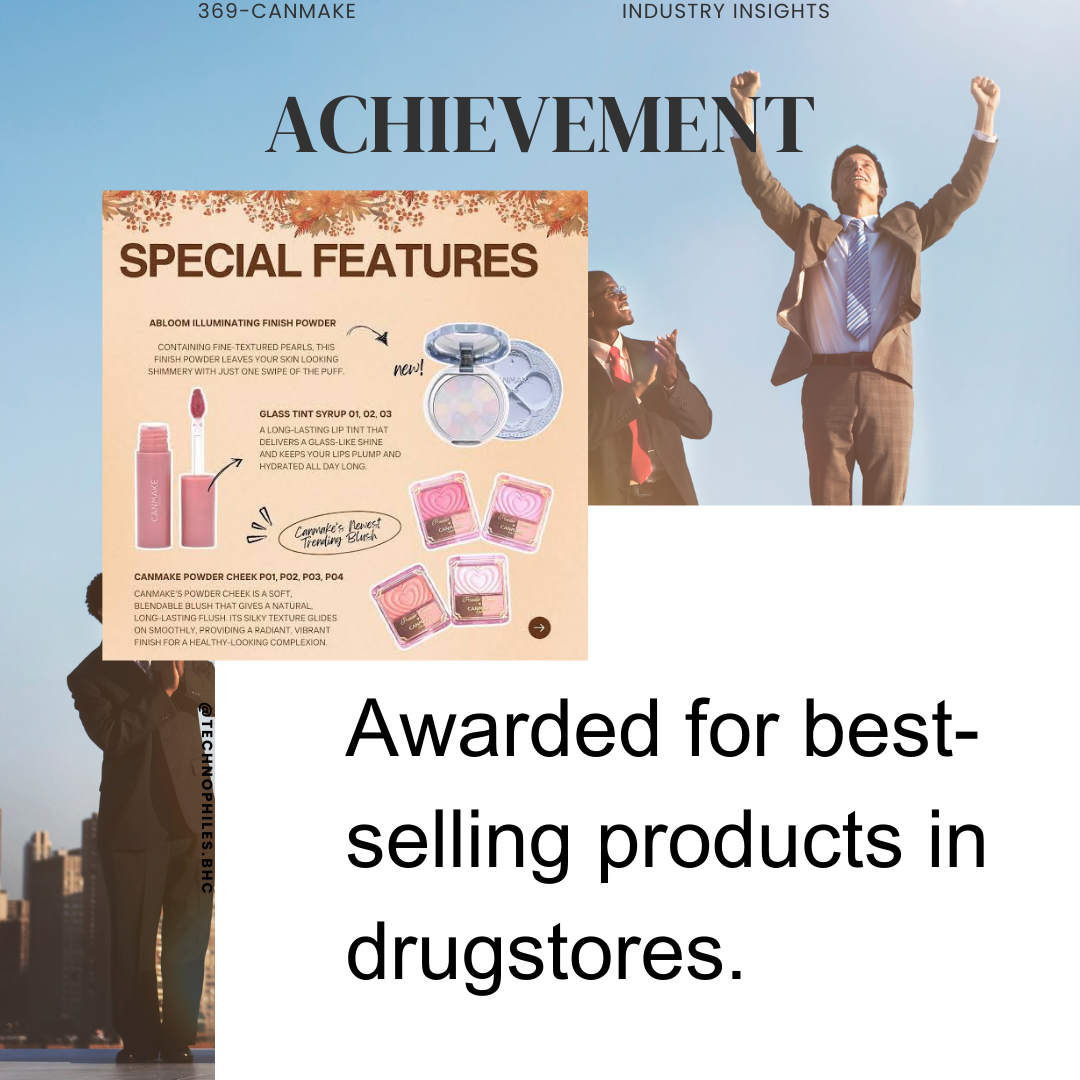 369-CANMAKE
INDUSTRY INSIGHTS
ACHIEVEMENT
SPECIAL FEATURES
ABLOOM ILLUMINATING FINISH POWDER
CONTAINING FINE-TEXTURED PEARLS, THIS
FINISH POWDER LEAVES YOUR SKIN LOOKING
SHIMMERY WITH JUST ONE SWIPE OF THE PUFF.
new!
GLASS TINT SYRUP 01, 02, 03
A LONG-LASTING LIP TINT THAT
DELIVERS A GLASS-LIKE SHINE
AND KEEPS YOUR LIPS PLUMP AND
HYDRATED ALL DAY LONG.
CANMAKE
Canmake's Newest
Trending Blush
CANMAKE POWDER CHEEK P01, P02, P03, P04
CANMAKE'S POWDER CHEEK IS A SOFT,
BLENDABLE BLUSH THAT GIVES A NATURAL,
LONG-LASTING FLUSH. ITS SILKY TEXTURE GLIDES
ON SMOOTHLY, PROVIDING A RADIANT, VIBRANT
FINISH FOR A HEALTHY-LOOKING COMPLEXION.
@TECHNOPHILES.BHC
Awarded for best-
selling products in
drugstores.